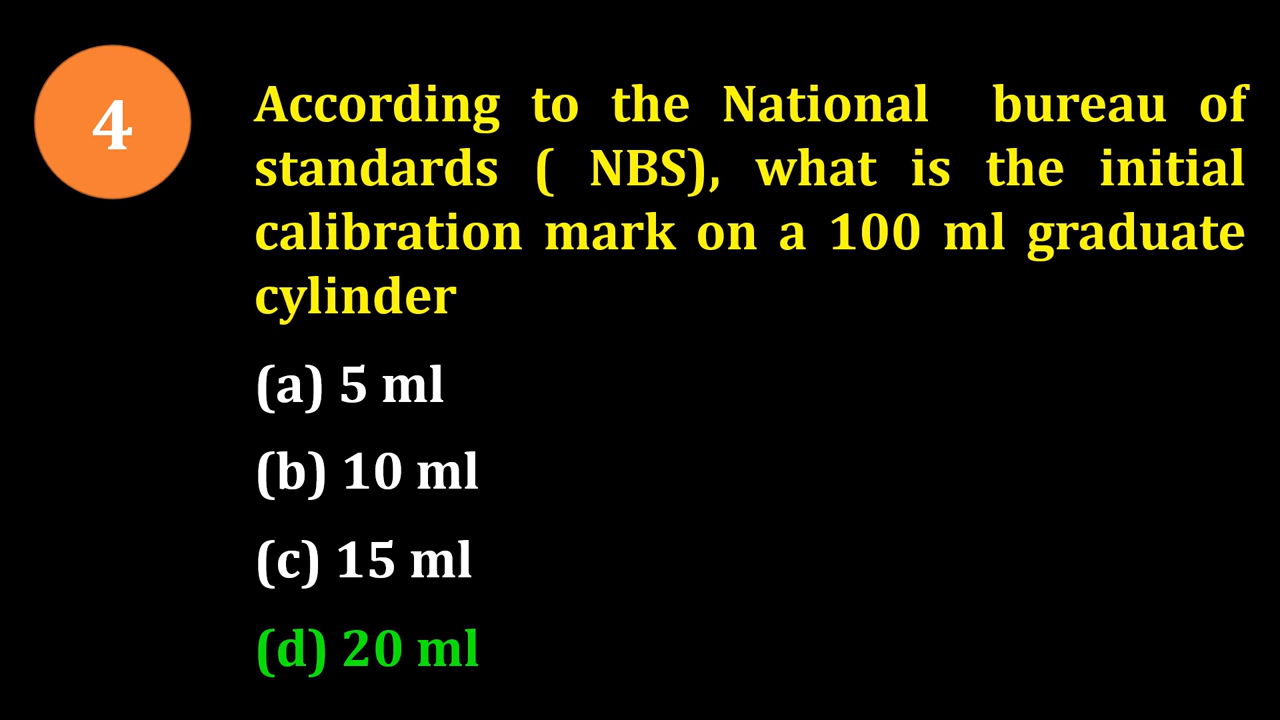 4
According to the National bureau of
standards ( NBS), what is the initial
calibration mark on a 100 ml graduate
cylinder
(a) 5 ml
(b) 10 ml
(c) 15 ml
(d) 20 ml